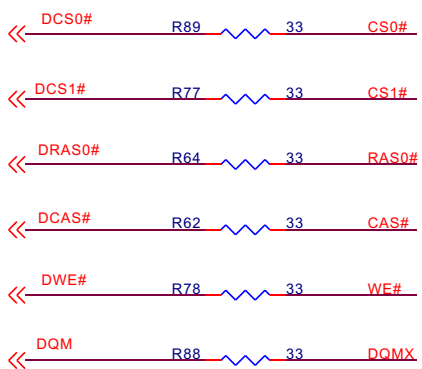 DCS0# R89 33 CS0#
DCS1# R77 33 CS1#
DRAS0# R64 33 RAS0#
DCAS# R62 33 CAS#
DWE# R78 33 WE#
DQM R88 33 DQMX